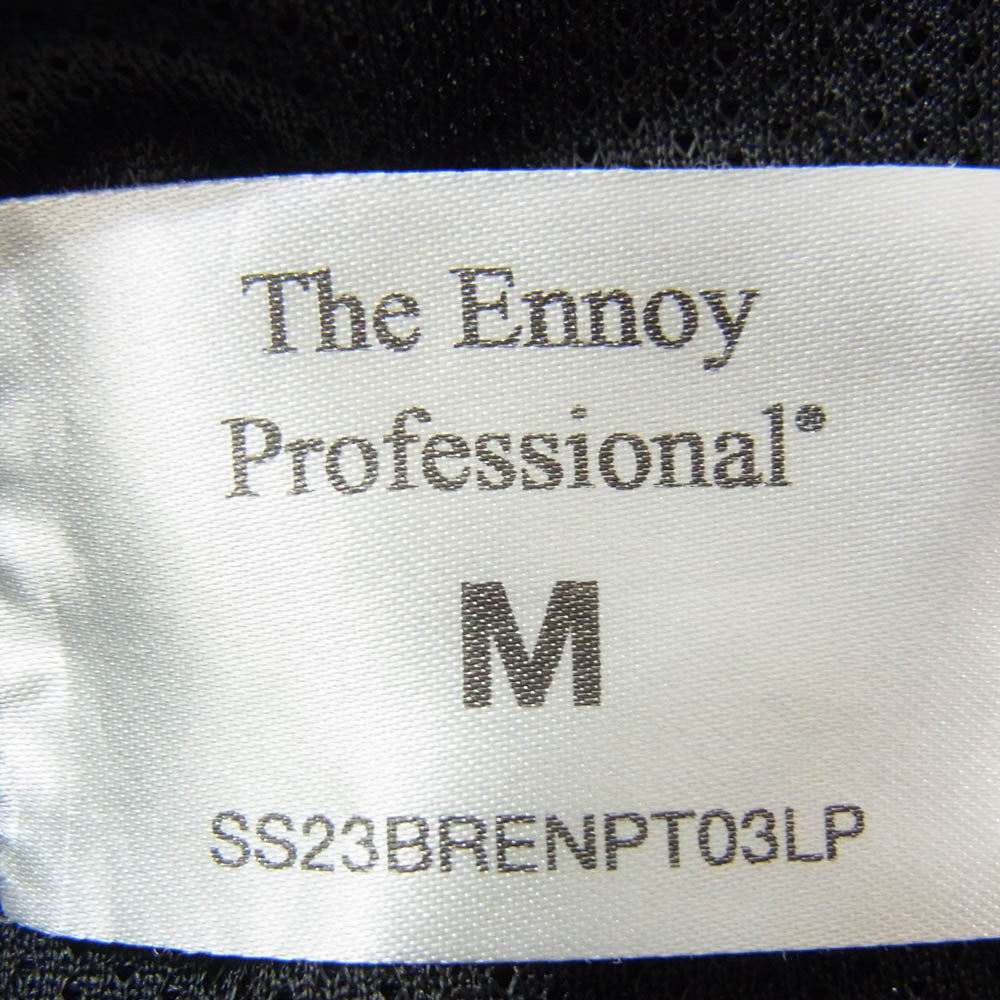 The Ennoy
Professional®
M
SS23BRENPT03LP